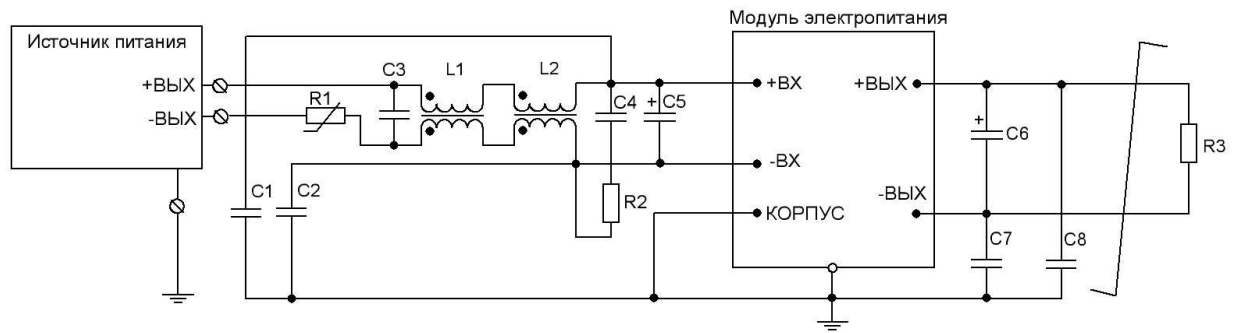 Модуль электропитания
Источник питания
+ВЫХ
-ВЫХ
R1
C3
L1
L2
C4
+ C5
+ВХ
-ВХ
КОРПУС
+ВЫХ
-ВЫХ
+
C6
R3
C1
C2
R2
C7
C8